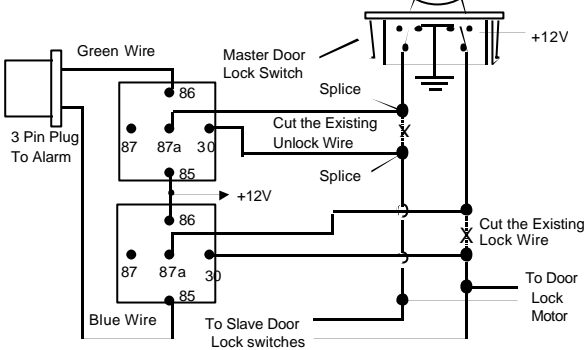 Green Wire
Master Door
Lock Switch
+12V
86
Splice
3 Pin Plug
To Alarm
Cut the Existing
Unlock Wire
X
87
87a
30
85
Splice
+12V
86
Cut the Existing
Lock Wire
X
87
87a
30
85
To Door
Lock
Motor
Blue Wire
To Slave Door
Lock switches